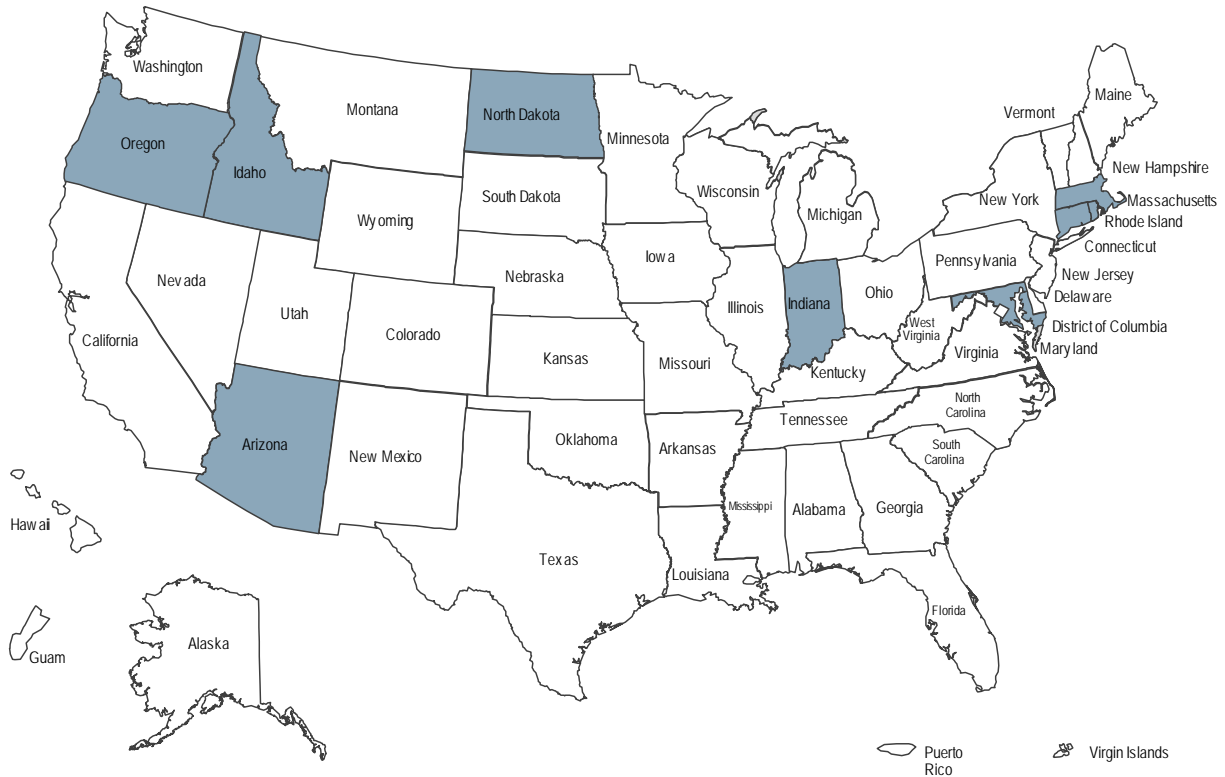 Washington
Montana
North Dakota
Minnesota
Maine
Vermont
Oregon
Idaho
New Hampshire
Wisconsin
South Dakota
Michigan
New York
Massachusetts
Rhode Island
Connecticut
Wyoming
Iowa
Pennsylvania
New Jersey
Nebraska
Nevada
Ohio
Delaware
Indiana
Illinois
Utah
Colorado
West
Virginia
District of Columbia
California
Kansas
Missouri
Virginia
Maryland
Kentucky
North
Carolina
Tennessee
Arizona
Oklahoma
Arkansas
South
Carolina
New Mexico
Mississippi
Alabama
Georgia
Hawaii
Texas
Louisiana
Florida
Alaska
Guam
Puerto
Rico
Virgin Islands